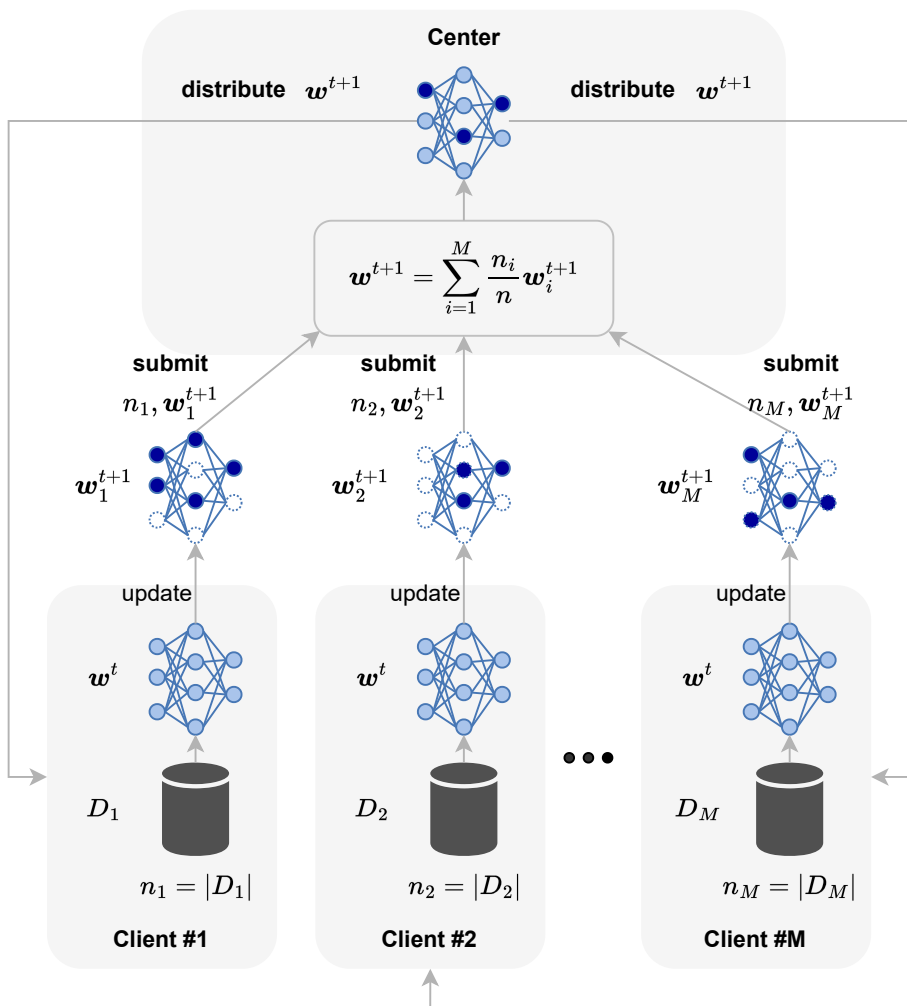 Center
distribute w^{t+1} distribute w^{t+1}
w^{t+1} = \sum_{i=1}^{M} \frac{n_i}{n} w_i^{t+1}
submit submit submit
n_1, w_1^{t+1} n_2, w_2^{t+1} n_M, w_M^{t+1}
w_1^{t+1} w_2^{t+1} w_M^{t+1}
update update update
w^t w^t w^t
D_1 D_2 D_M
n_1 = |D_1| n_2 = |D_2| n_M = |D_M|
Client #1 Client #2 Client #M